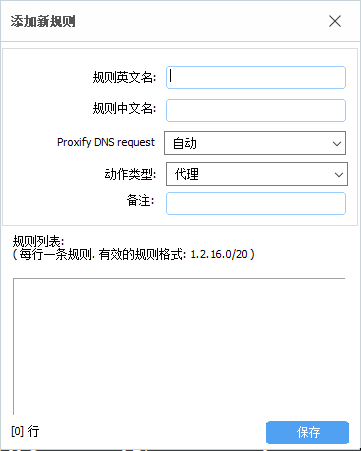 添加新规则
规则英文名:
规则中文名:
Proxify DNS request
自动
动作类型:
代理
备注:
规则列表:
( 每行一条规则. 有效的规则格式: 1.2.16.0/20 )
[0] 行
保存